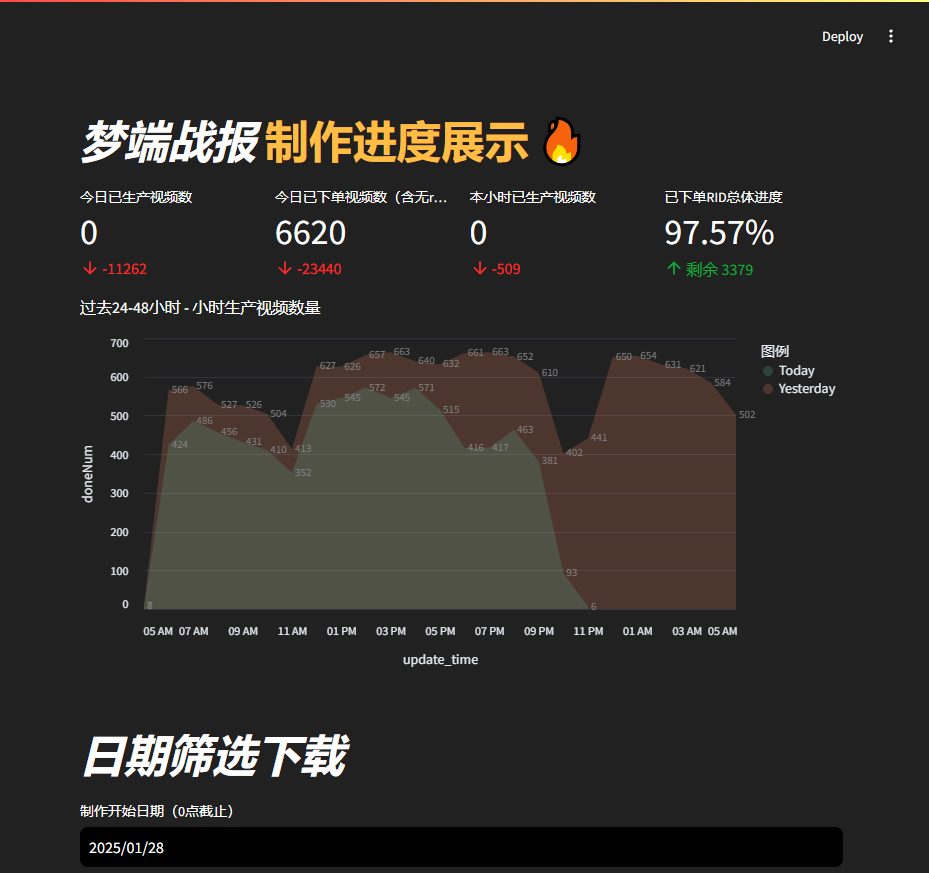 Deploy
梦端战报 制作进度展示
今日已生产视频数
0
-11262
今日已下单视频数（含无r...
6620
-23440
本小时已生产视频数
0
-509
已下单RID总体进度
97.57%
剩余 3379
过去24-48小时 - 小时生产视频数量
700
600
500
400
300
200
100
0
doneNum
566 576 527 526 504 413 627 626 657 663 640 632 661 663 652 610 402 441 650 654 631 621 584 502
424 486 456 431 410 352 530 545 572 545 571 515 416 417 463 381 93 6
05 AM 07 AM 09 AM 11 AM 01 PM 03 PM 05 PM 07 PM 09 PM 11 PM 01 AM 03 AM 05 AM
update_time
图例
Today
Yesterday
日期筛选下载
制作开始日期（0点截止）
2025/01/28